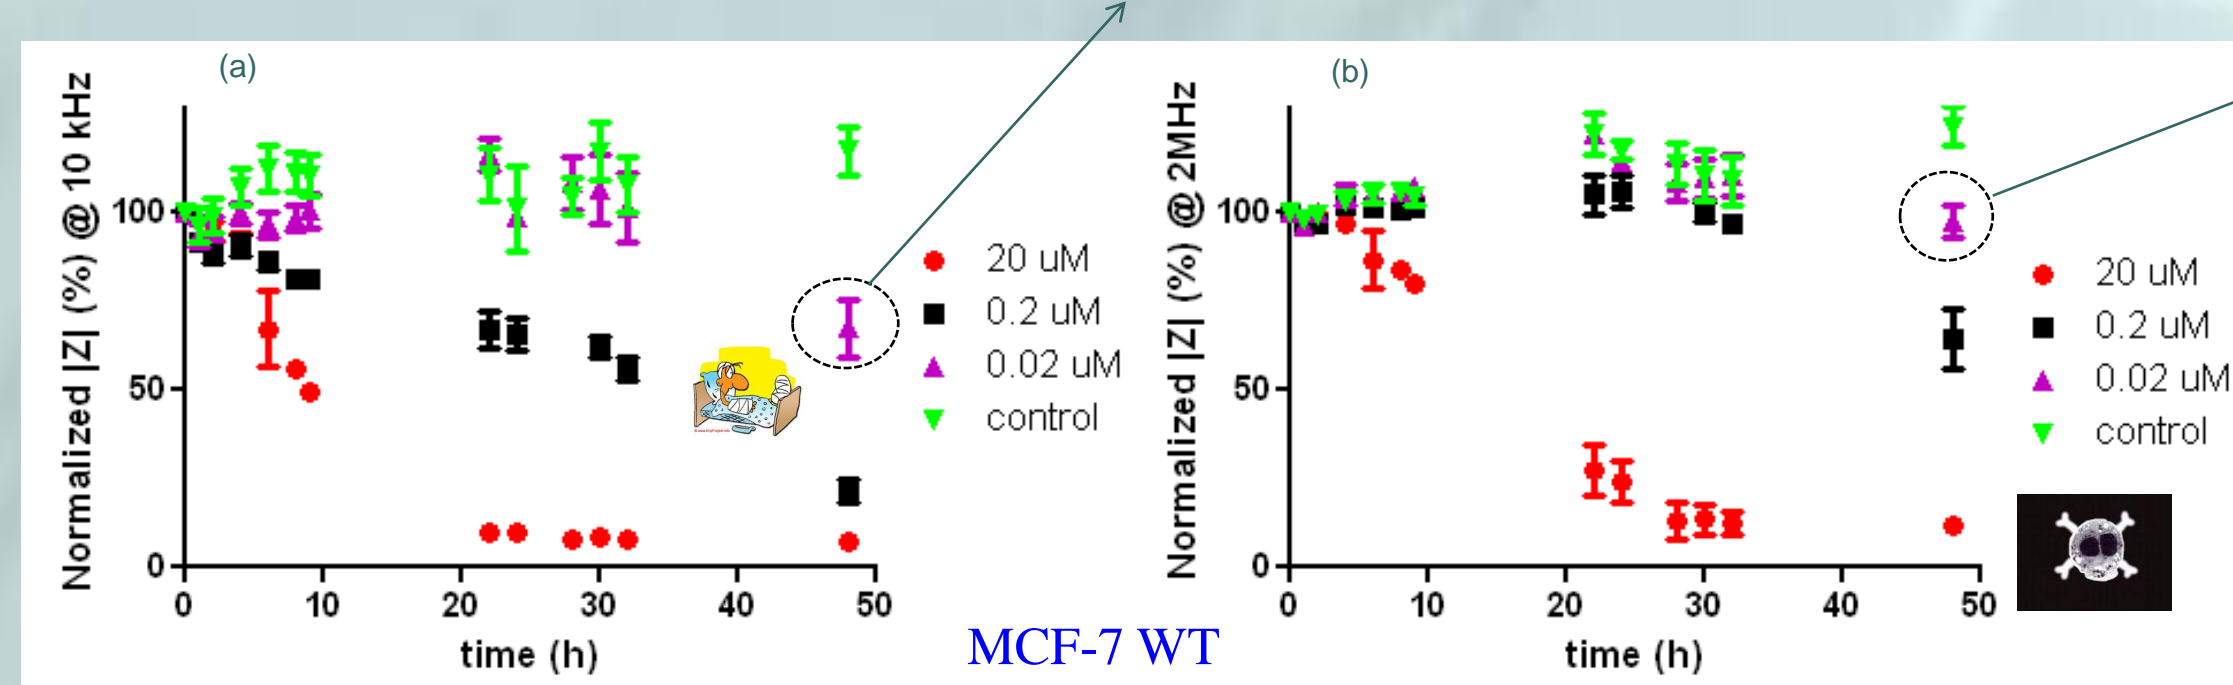 (a)
Normalized |Z| (%) @ 10 kHz
100
50
0
0 10 20 30 40 50
time (h)
20 uM
0.2 uM
0.02 uM
control
MCF-7 WT
(b)
Normalized |Z| (%) @ 2MHz
100
50
0
0 10 20 30 40 50
time (h)
20 uM
0.2 uM
0.02 uM
control